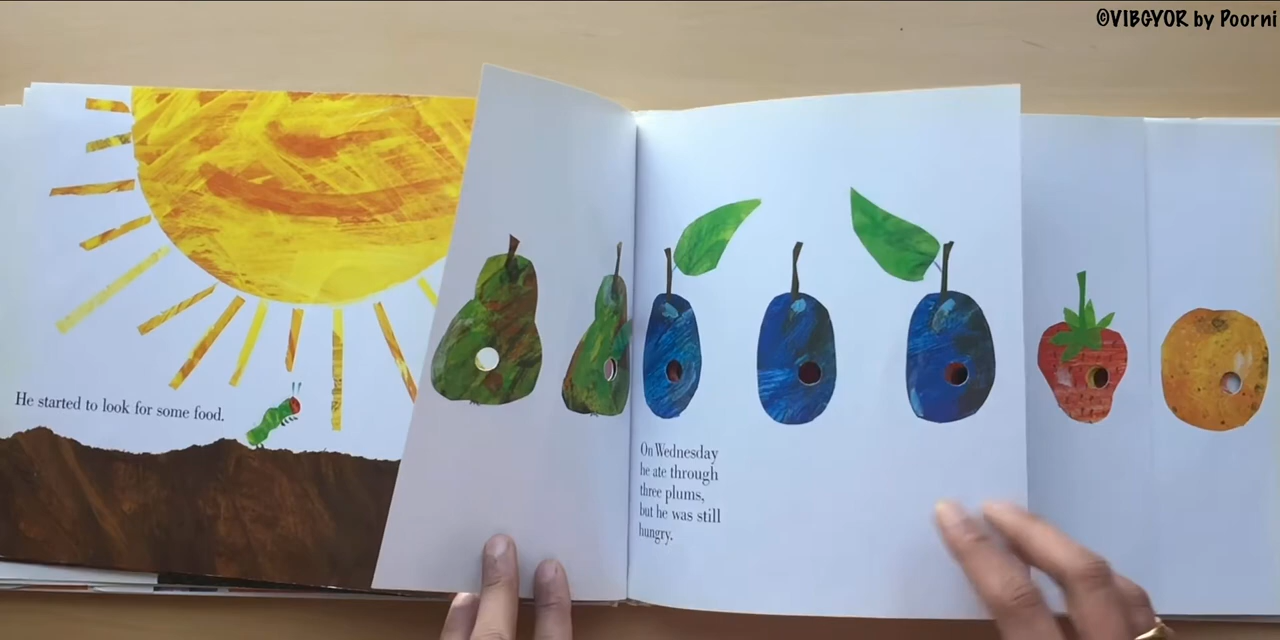 ©VIBGYOR by Poorni
He started to look for some food.
On Wednesday
he ate through
three plums,
but he was still
hungry.